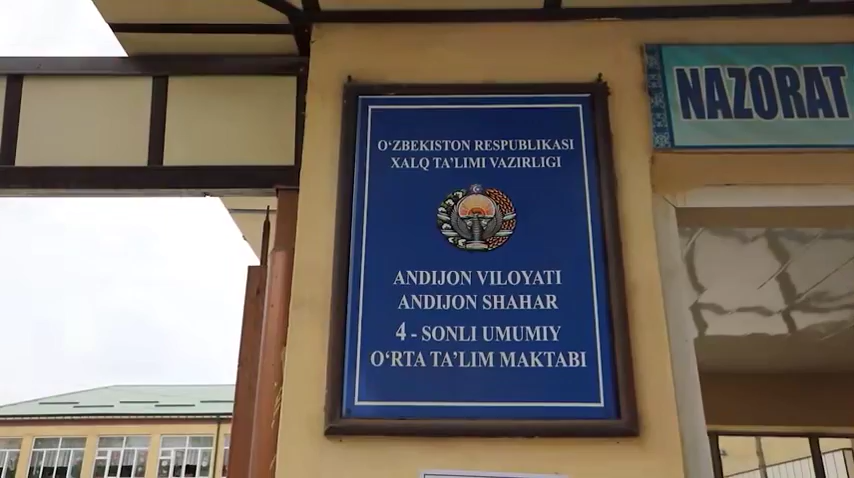 O‘ZBEKISTON RESPUBLIKASI
XALQ TA’LIMI VAZIRLIGI
ANDIJON VILOYATI
ANDIJON SHAHAR
4-SONLI UMUMIY
O‘RTA TA’LIM MAKTABI
NAZORAT